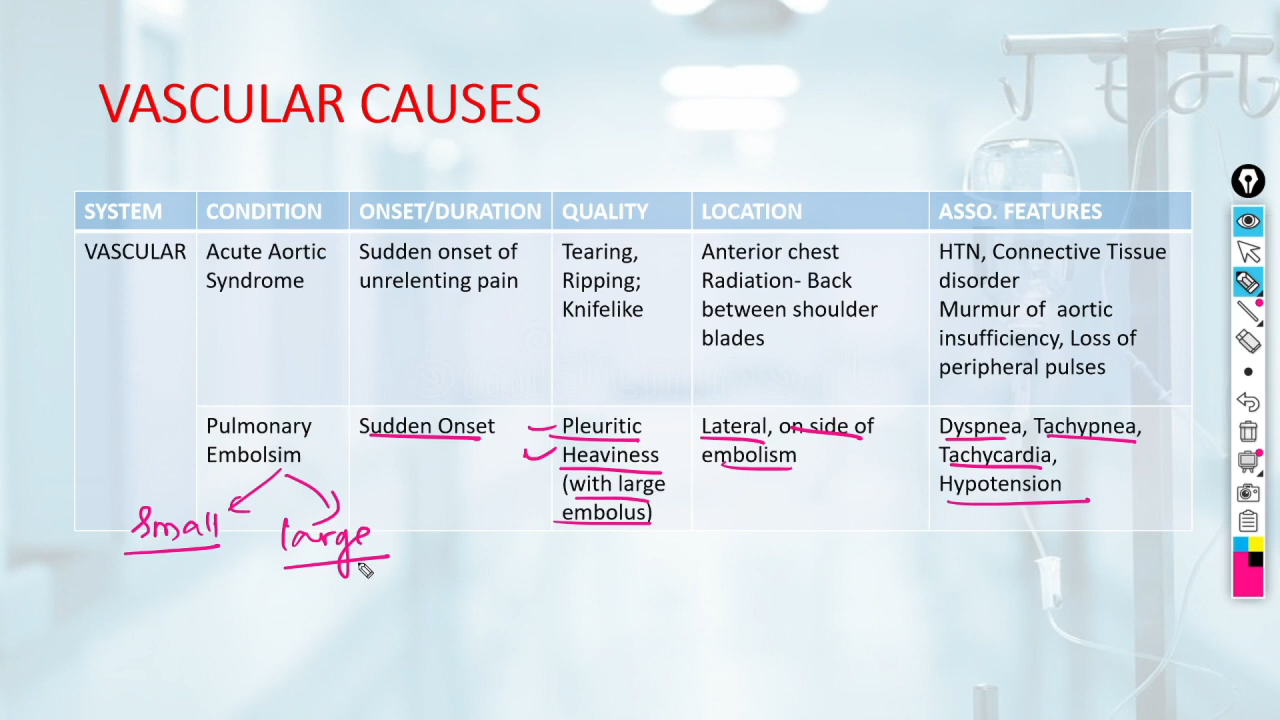 VASCULAR CAUSES
SYSTEM
CONDITION
ONSET/DURATION
QUALITY
LOCATION
ASSO. FEATURES
VASCULAR
Acute Aortic
Syndrome
Sudden onset of
unrelenting pain
Tearing,
Ripping;
Knifelike
Anterior chest
Radiation- Back
between shoulder
blades
HTN, Connective Tissue
disorder
Murmur of aortic
insufficiency, Loss of
peripheral pulses
Pulmonary
Embolsim
Sudden Onset
Pleuritic
Heaviness
(with large
embolus)
Lateral, on side of
embolism
Dyspnea, Tachypnea,
Tachycardia,
Hypotension
Small
large